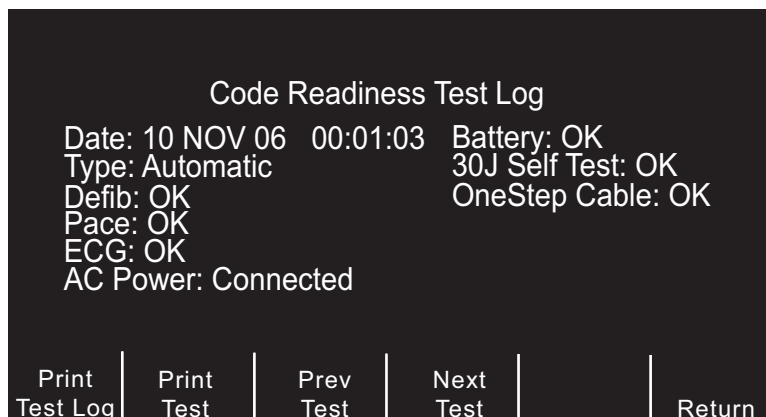 Code Readiness Test Log
Date: 10 NOV 06 00:01:03
Type: Automatic
Defib: OK
Pace: OK
ECG: OK
AC Power: Connected
Battery: OK
30J Self Test: OK
OneStep Cable: OK
Print
Test Log
Print
Test
Prev
Test
Next
Test
Return